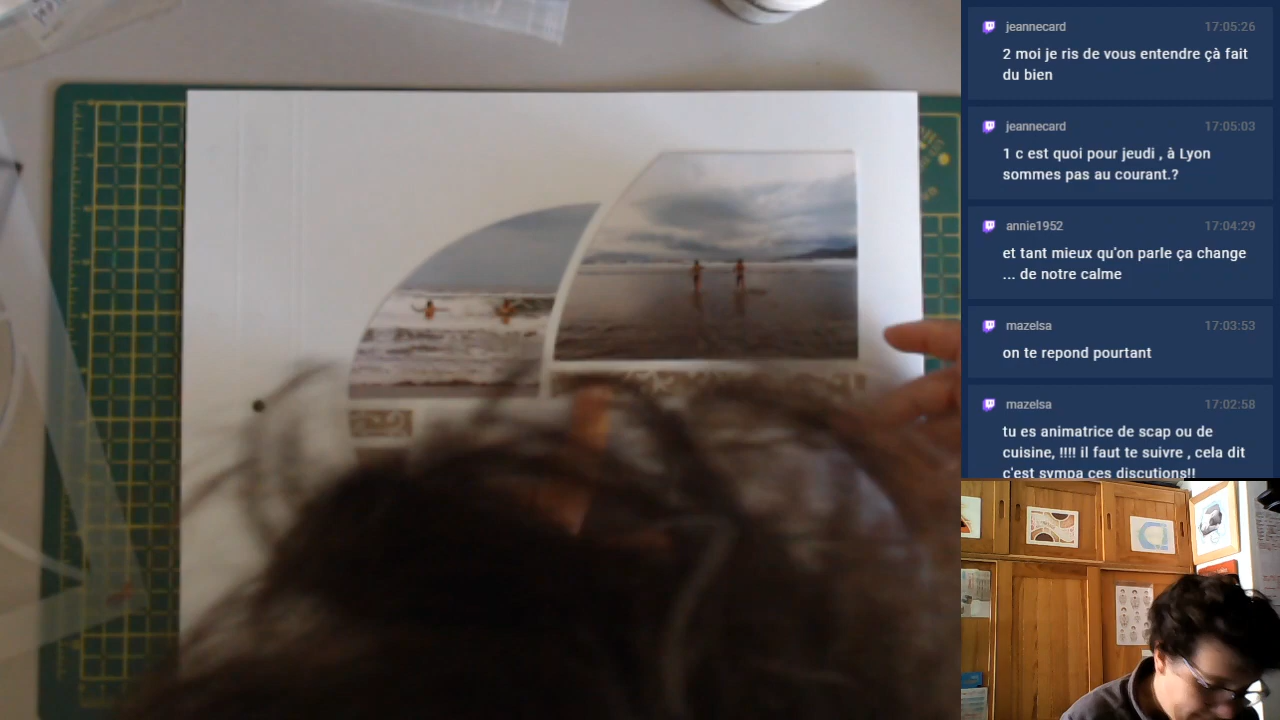 jeannecard
17:05:26
2 moi je ris de vous entendre çà fait
du bien
jeannecard
17:05:03
1 c est quoi pour jeudi , à Lyon
sommes pas au courant.?
annie1952
17:04:29
et tant mieux qu'on parle ça change
... de notre calme
mazelsa
17:03:53
on te repond pourtant
mazelsa
17:02:58
tu es animatrice de scap ou de
cuisine, !!!! il faut te suivre , cela dit
c'est sympa ces discutions!!